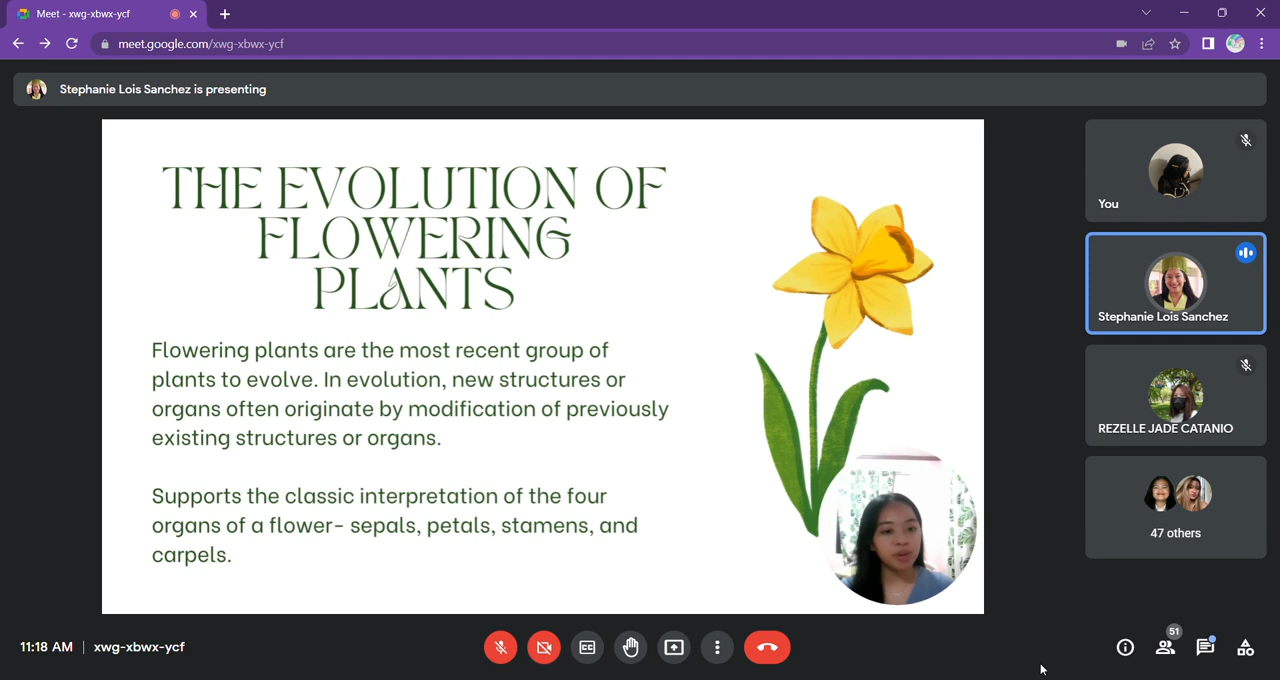 Meet - xwg-xbwx-ycf
meet.google.com/xwg-xbwx-ycf
Stephanie Lois Sanchez is presenting
THE EVOLUTION OF
FLOWERING
PLANTS
Flowering plants are the most recent group of
plants to evolve. In evolution, new structures or
organs often originate by modification of previously
existing structures or organs.
Supports the classic interpretation of the four
organs of a flower- sepals, petals, stamens, and
carpels.
You
Stephanie Lois Sanchez
REZELLE JADE CATANIO
47 others
11:18 AM | xwg-xbwx-ycf
CC
51